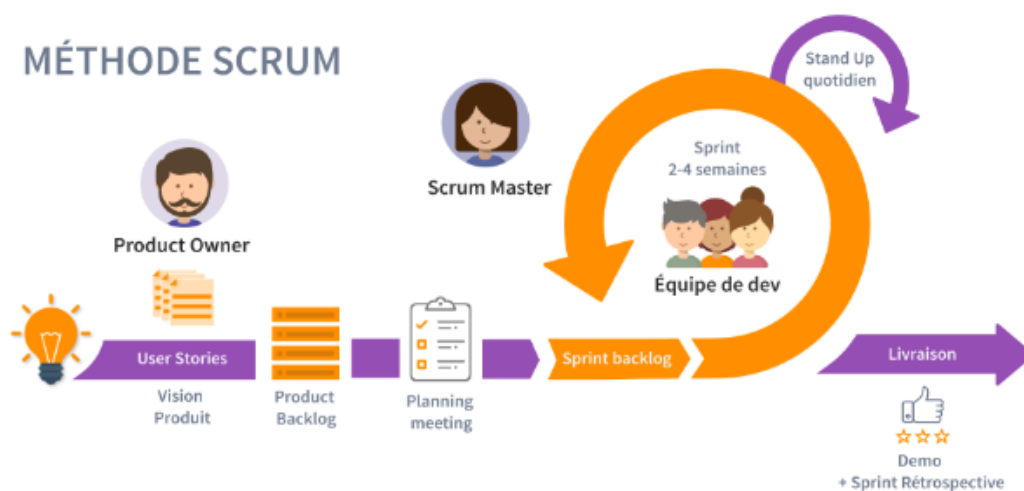 MÉTHODE SCRUM
Stand Up
quotidien
Sprint
2-4 semaines
Scrum Master
Product Owner
Équipe de dev
User Stories
Sprint backlog
Livraison
Vision
Produit
Product
Backlog
Planning
meeting
Demo
+ Sprint Rétrospective